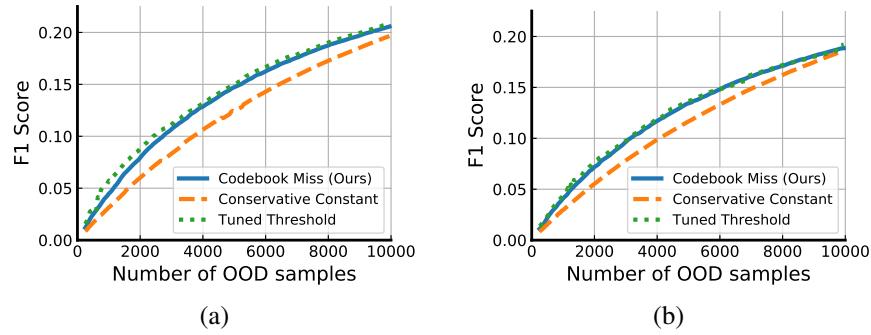 F1 Score
0.20
0.15
0.10
0.05
0.00
0 2000 4000 6000 8000 10000
Number of OOD samples
Codebook Miss (Ours)
Conservative Constant
Tuned Threshold
(a)
F1 Score
0.20
0.15
0.10
0.05
0.00
0 2000 4000 6000 8000 10000
Number of OOD samples
Codebook Miss (Ours)
Conservative Constant
Tuned Threshold
(b)